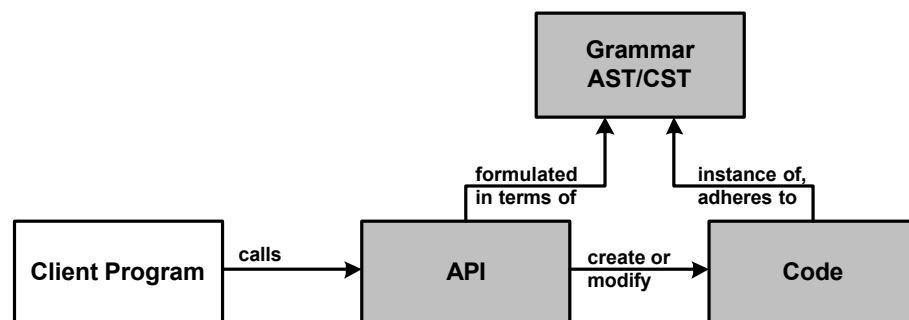 Grammar
AST/CST
formulated
in terms of
instance of,
adheres to
Client Program
calls
API
create or
modify
Code